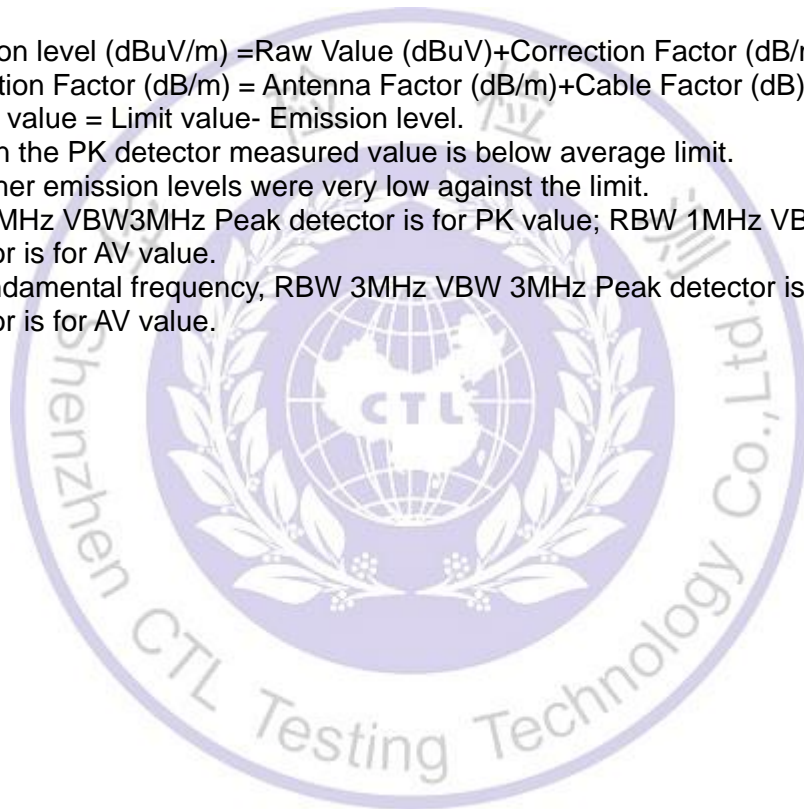 on level (dBuV/m) =Raw Value (dBuV)+Correction Factor (dB/
tion Factor (dB/m) = Antenna Factor (dB/m)+Cable Factor (dB)
value = Limit value- Emission level.
n the PK detector measured value is below average limit.
ner emission levels were very low against the limit.
MHz VBW3MHz Peak detector is for PK value; RBW 1MHz VB
or is for AV value.
ndamental frequency, RBW 3MHz VBW 3MHz Peak detector is
or is for AV value.
检
测
CTL
Shenzhen CTL Testing Technology Co.,Ltd.